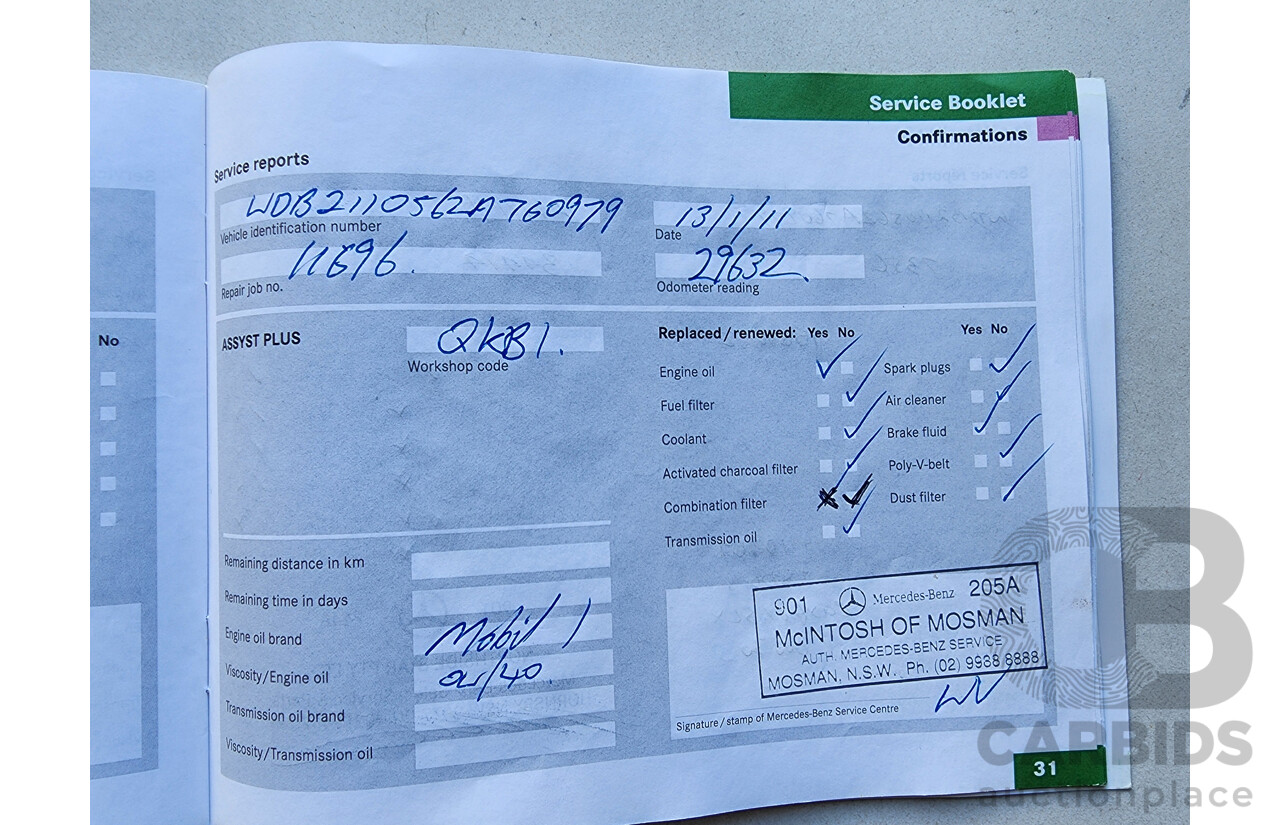 Service Booklet
Confirmations
Service reports
WDB2110562A760979
Vehicle identification number
13/1/11
Date
11696.
Repair job no.
29632.
Odometer reading
No
ASSYST PLUS
QKB1.
Workshop code
Replaced/renewed: Yes No
Yes No
Engine oil
Spark plugs
Fuel filter
Air cleaner
Coolant
Brake fluid
Activated charcoal filter
Poly-V-belt
Combination filter
Dust filter
Transmission oil
Remaining distance in km
Remaining time in days
Engine oil brand
Mobil 1
Viscosity/Engine oil
Transmission oil brand
Viscosity/Transmission oil
901 Mercedes-Benz 205A
McINTOSH OF MOSMAN
AUTH. MERCEDES-BENZ SERVICE
MOSMAN, N.S.W. Ph. (02) 9938 8888
Signature/stamp of Mercedes-Benz Service Centre
31
CB
CARBIDS
auctionplace